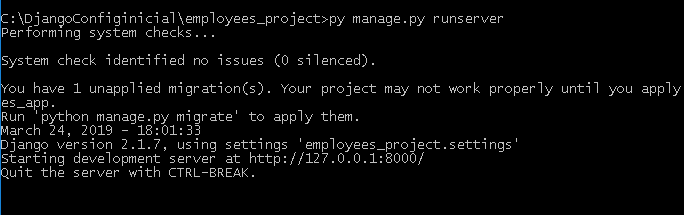 C:\DjangoConfiginicial\employees_project>py manage.py runserver
Performing system checks...
System check identified no issues (0 silenced).
You have 1 unapplied migration(s). Your project may not work properly until you apply
es_app.
Run 'python manage.py migrate' to apply them.
March 24, 2019 - 18:01:33
Django version 2.1.7, using settings 'employees_project.settings'
Starting development server at http://127.0.0.1:8000/
Quit the server with CTRL-BREAK.